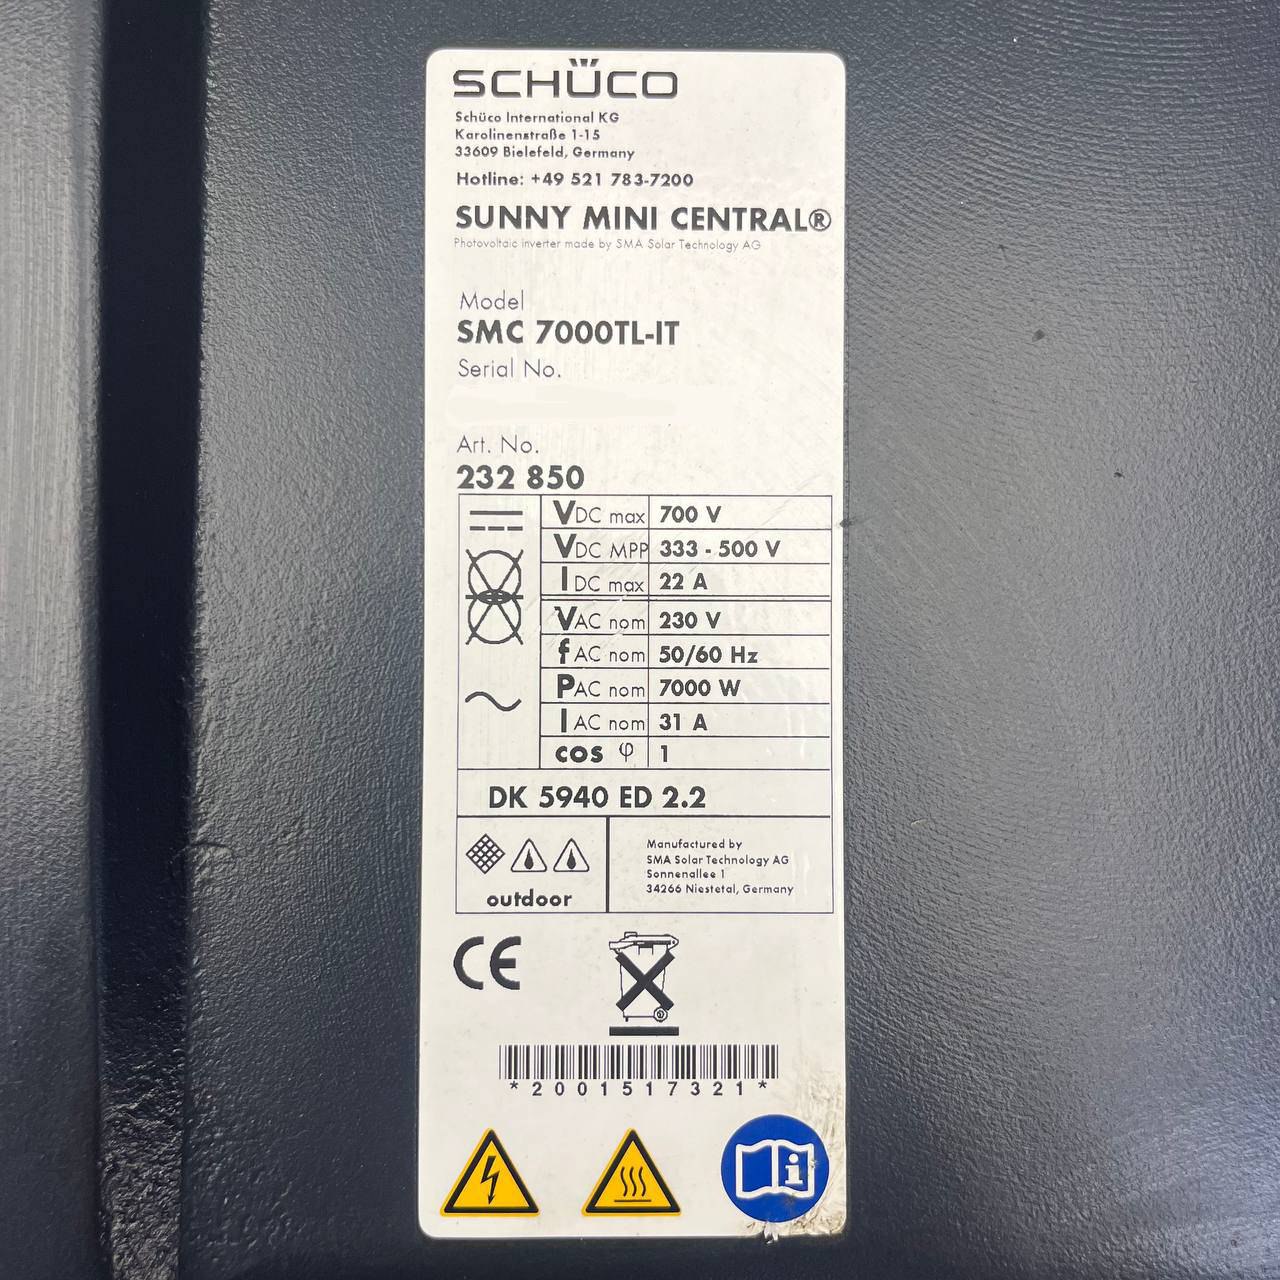 SCHÜCO
Schüco International KG
Karolinenstraße 1-15
33609 Bielefeld, Germany
Hotline: +49 521 783-7200
SUNNY MINI CENTRAL®
Photovoltaic inverter made by SMA Solar Technology AG
Model
SMC 7000TL-IT
Serial No.
Art. No.
232 850
VDC max 700 V
VDC MPP 333 - 500 V
I DC max 22 A
VAC nom 230 V
f AC nom 50/60 Hz
PAC nom 7000 W
I AC nom 31 A
cos φ 1
DK 5940 ED 2.2
outdoor
Manufactured by
SMA Solar Technology AG
Sonnenallee 1
34266 Niestetal, Germany
CE
*2001517321*
i